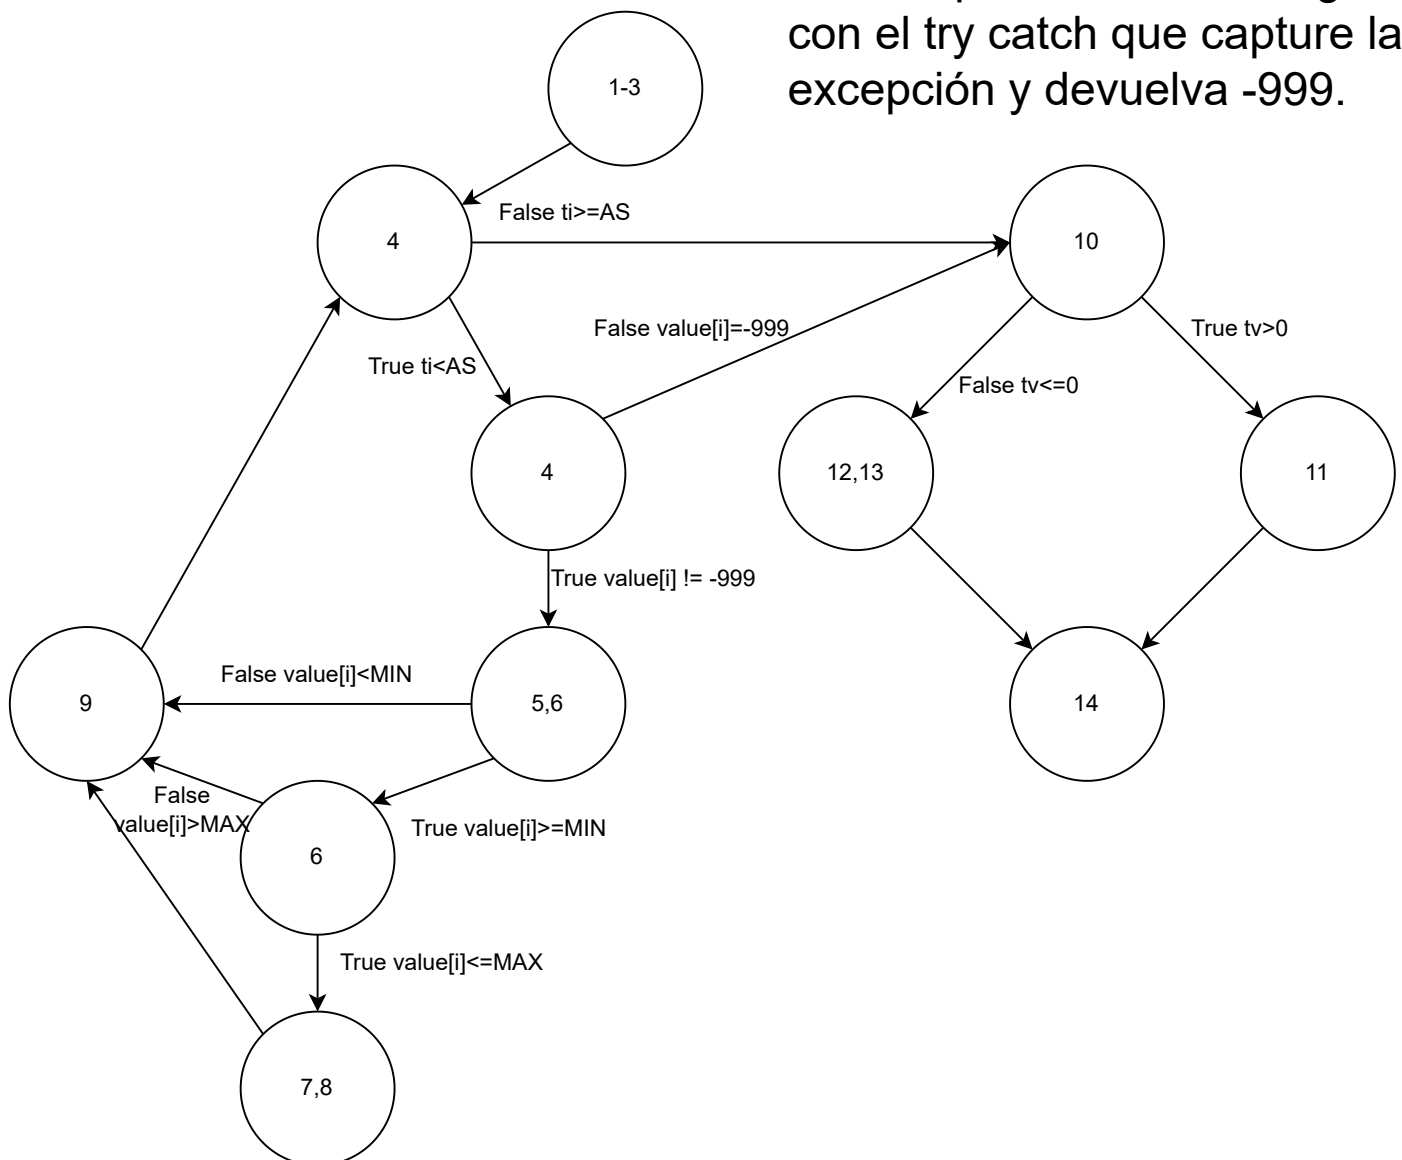 con el try catch que capture la
excepción y devuelva -999.
1-3
4
False ti>=AS
10
False value[i]=-999
True tv>0
True ti<AS
False tv<=0
4
12,13
11
True value[i] != -999
False value[i]<MIN
9
5,6
14
False
value[i]>MAX
True value[i]>=MIN
6
True value[i]<=MAX
7,8